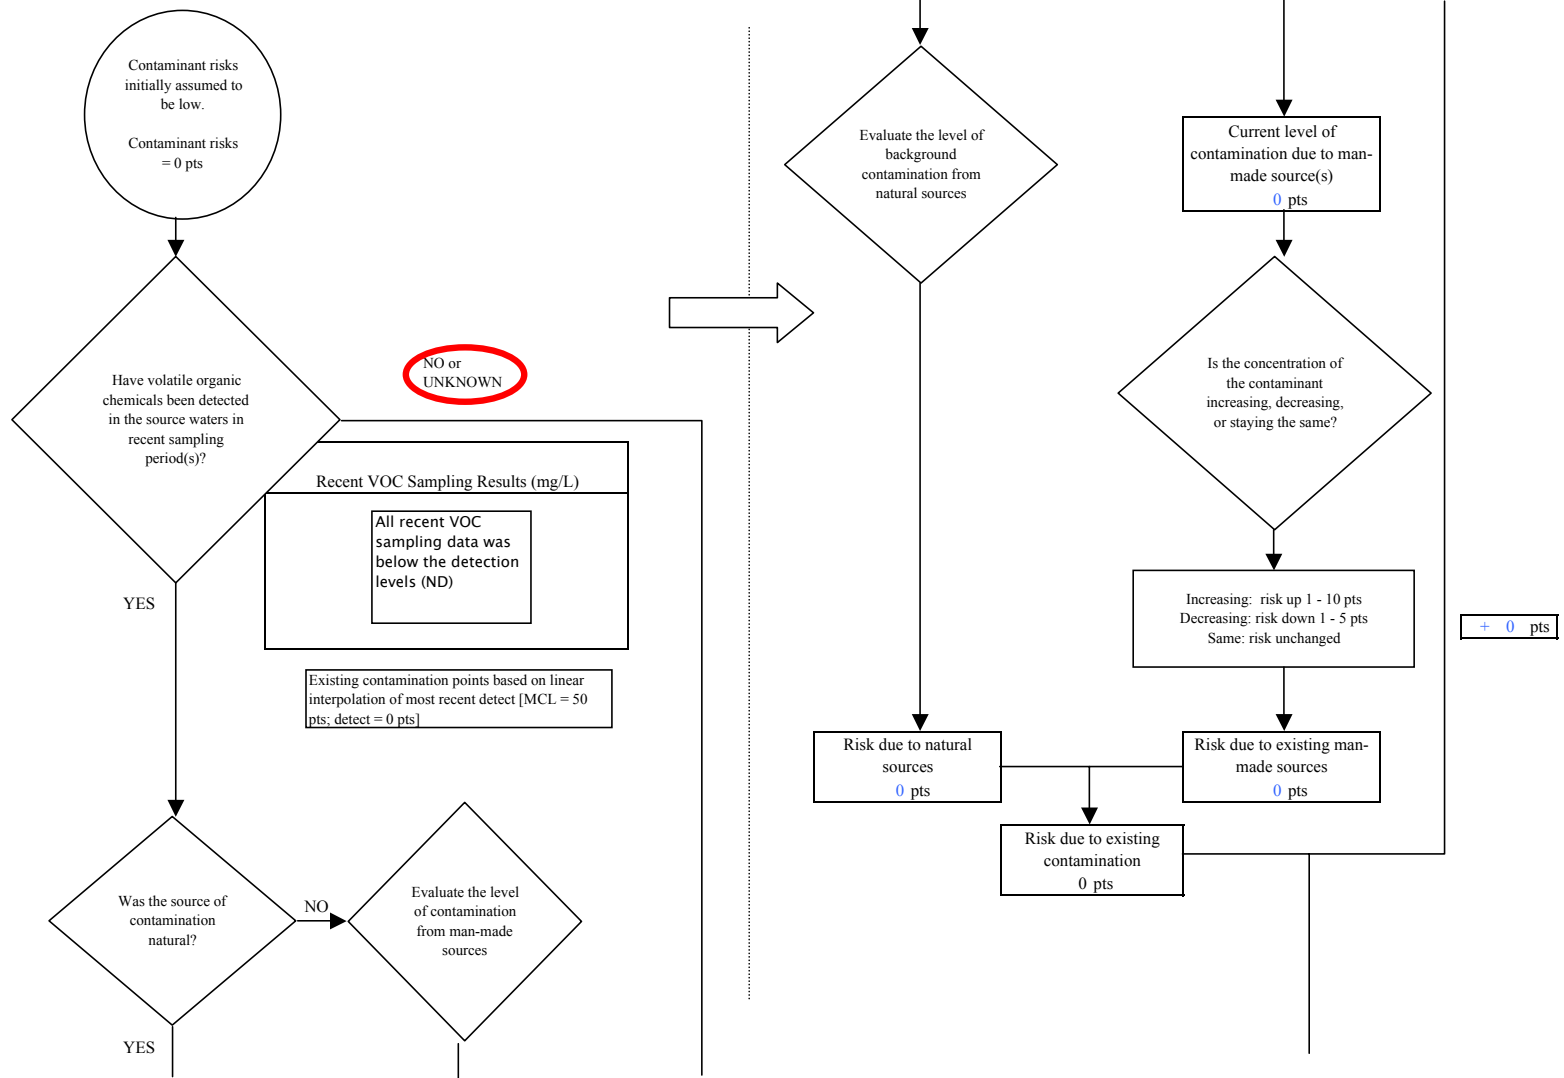 Contaminant risks
initially assumed to
be low.
Contaminant risks
= 0 pts
Have volatile organic
chemicals been detected
in the source waters in
recent sampling
period(s)?
NO or
UNKNOWN
Recent VOC Sampling Results (mg/L)
All recent VOC
sampling data was
below the detection
levels (ND)
YES
Existing contamination points based on linear
interpolation of most recent detect [MCL = 50
pts; detect = 0 pts]
Was the source of
contamination
natural?
NO
Evaluate the level
of contamination
from man-made
sources
YES
Evaluate the level of
background
contamination from
natural sources
Current level of
contamination due to man-
made source(s)
0 pts
Is the concentration of
the contaminant
increasing, decreasing,
or staying the same?
Increasing: risk up 1 - 10 pts
Decreasing: risk down 1 - 5 pts
Same: risk unchanged
+ 0 pts
Risk due to natural
sources
0 pts
Risk due to existing man-
made sources
0 pts
Risk due to existing
contamination
0 pts